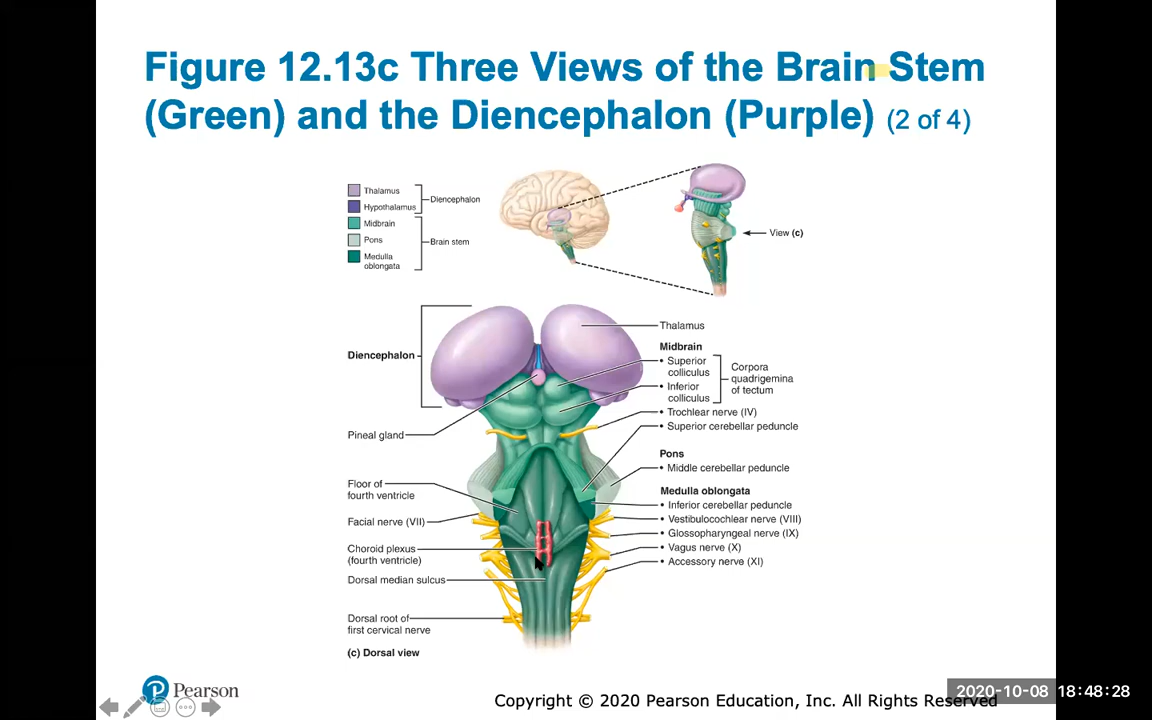 Figure 12.13c Three Views of the Brain Stem
(Green) and the Diencephalon (Purple) (2 of 4)
Thalamus
Hypothalamus
Diencephalon
Midbrain
Pons
Brain stem
Medulla
oblongata
View (c)
Diencephalon
Pineal gland
Floor of
fourth ventricle
Facial nerve (VII)
Choroid plexus
(fourth ventricle)
Dorsal median sulcus
Dorsal root of
first cervical nerve
Thalamus
Midbrain
• Superior
colliculus
• Inferior
colliculus
Corpora
quadrigemina
of tectum
• Trochlear nerve (IV)
• Superior cerebellar peduncle
Pons
• Middle cerebellar peduncle
Medulla oblongata
• Inferior cerebellar peduncle
• Vestibulocochlear nerve (VIII)
• Glossopharyngeal nerve (IX)
• Vagus nerve (X)
• Accessory nerve (XI)
(c) Dorsal view
P Pearson
Copyright © 2020 Pearson Education, Inc. All Rights Reserved
2020-10-08 18:48:28